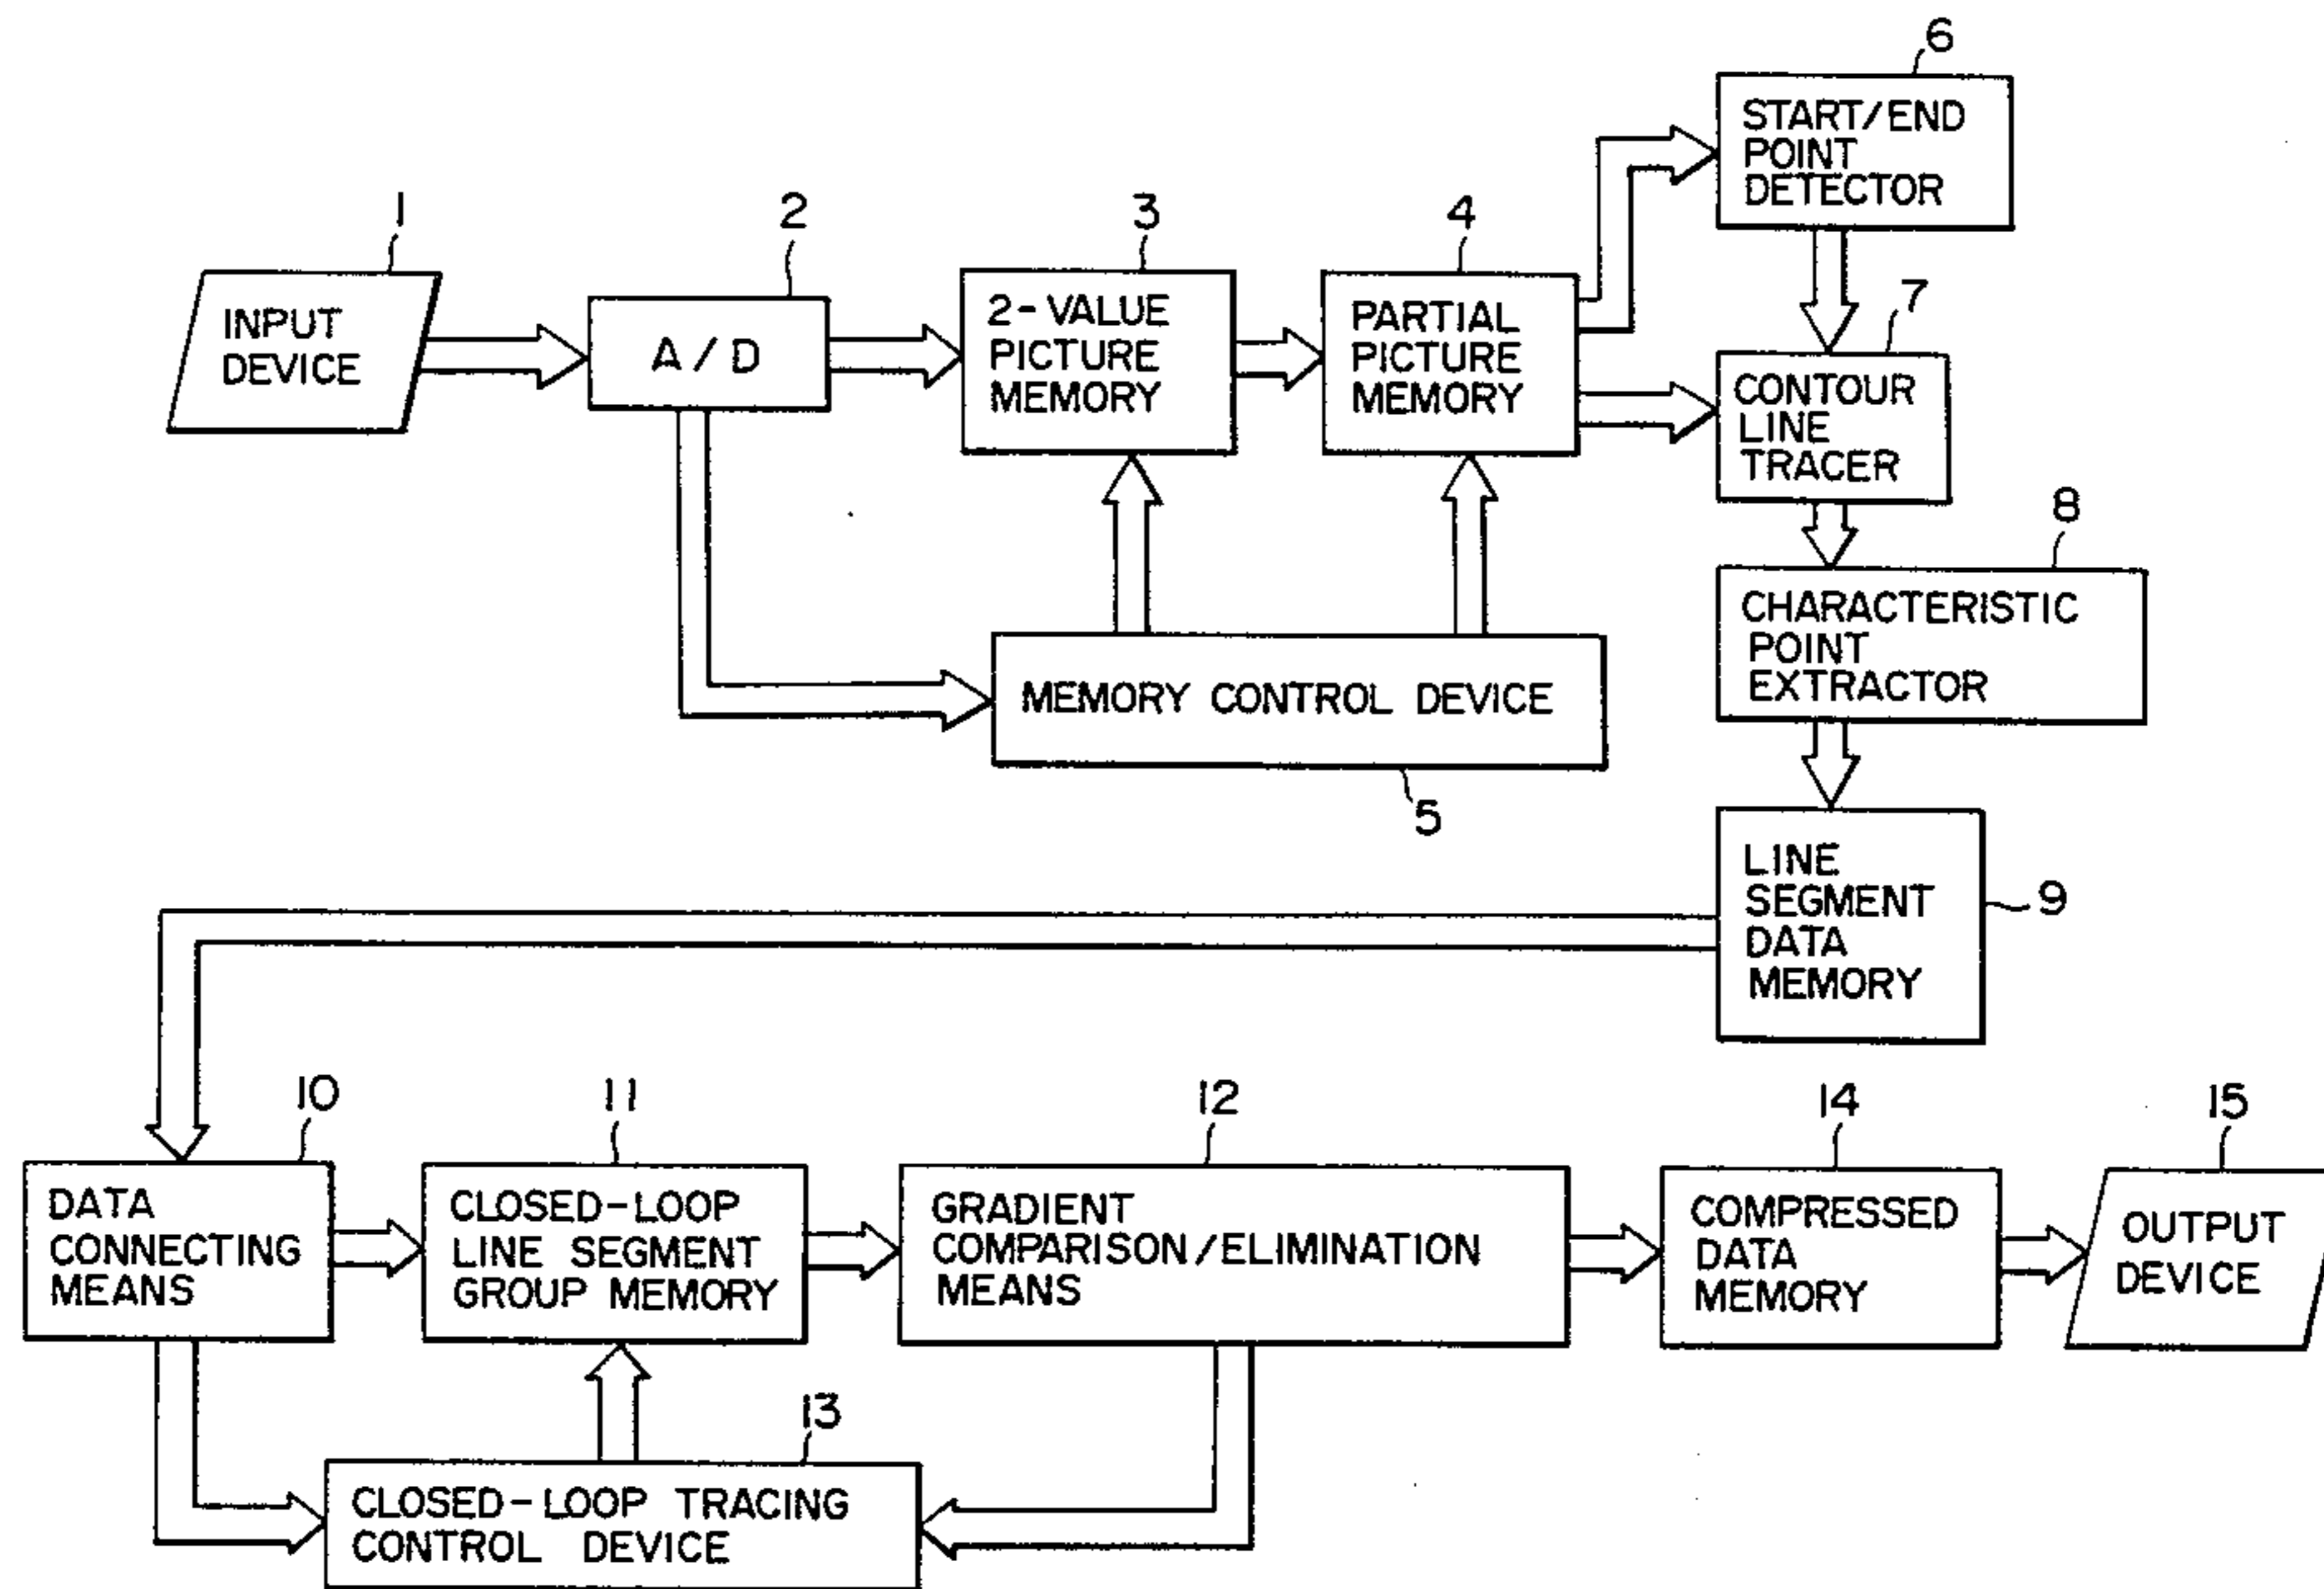 1
INPUT
DEVICE
2
A/D
3
2-VALUE
PICTURE
MEMORY
4
PARTIAL
PICTURE
MEMORY
5
MEMORY CONTROL DEVICE
6
START/END
POINT
DETECTOR
7
CONTOUR
LINE
TRACER
8
CHARACTERISTIC
POINT
EXTRACTOR
9
LINE
SEGMENT
DATA
MEMORY
10
DATA
CONNECTING
MEANS
11
CLOSED-LOOP
LINE SEGMENT
GROUP MEMORY
12
GRADIENT
COMPARISON/ELIMINATION
MEANS
13
CLOSED-LOOP TRACING
CONTROL DEVICE
14
COMPRESSED
DATA
MEMORY
15
OUTPUT
DEVICE